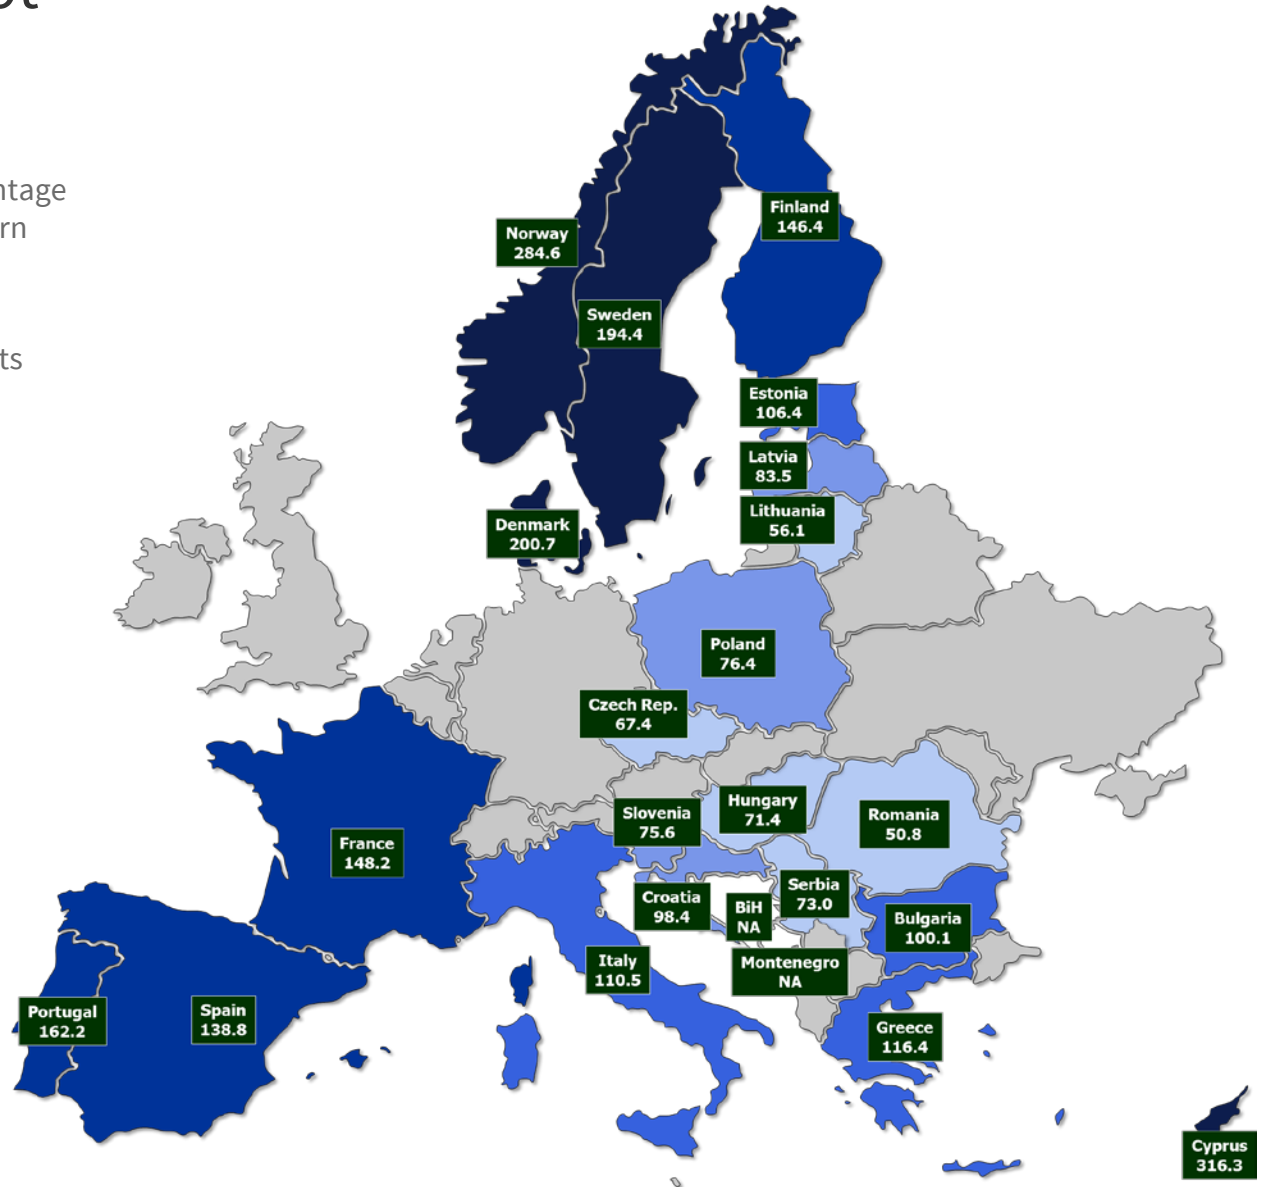 ntage
rn
ts
Norway
284.6
Finland
146.4
Sweden
194.4
Estonia
106.4
Latvia
83.5
Lithuania
56.1
Denmark
200.7
Poland
76.4
Czech Rep.
67.4
Hungary
71.4
Slovenia
75.6
Romania
50.8
France
148.2
Serbia
73.0
Croatia
98.4
BiH
NA
Bulgaria
100.1
Italy
110.5
Montenegro
NA
Portugal
162.2
Spain
138.8
Greece
116.4
Cyprus
316.3